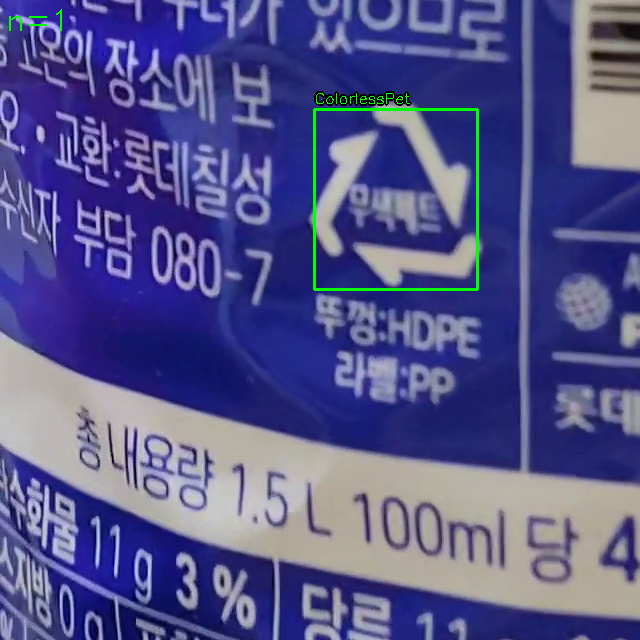 n=1
있으므로
고온의 장소에 보
오. • 교환:롯데칠성
수신자 부담 080-7
ColorlessPet
무색페트
뚜껑:HDPE
라벨:PP
롯데
총 내용량 1.5 L 100ml 당 4
탄수화물 11 g 3 %
당류 11
스지방 0 g